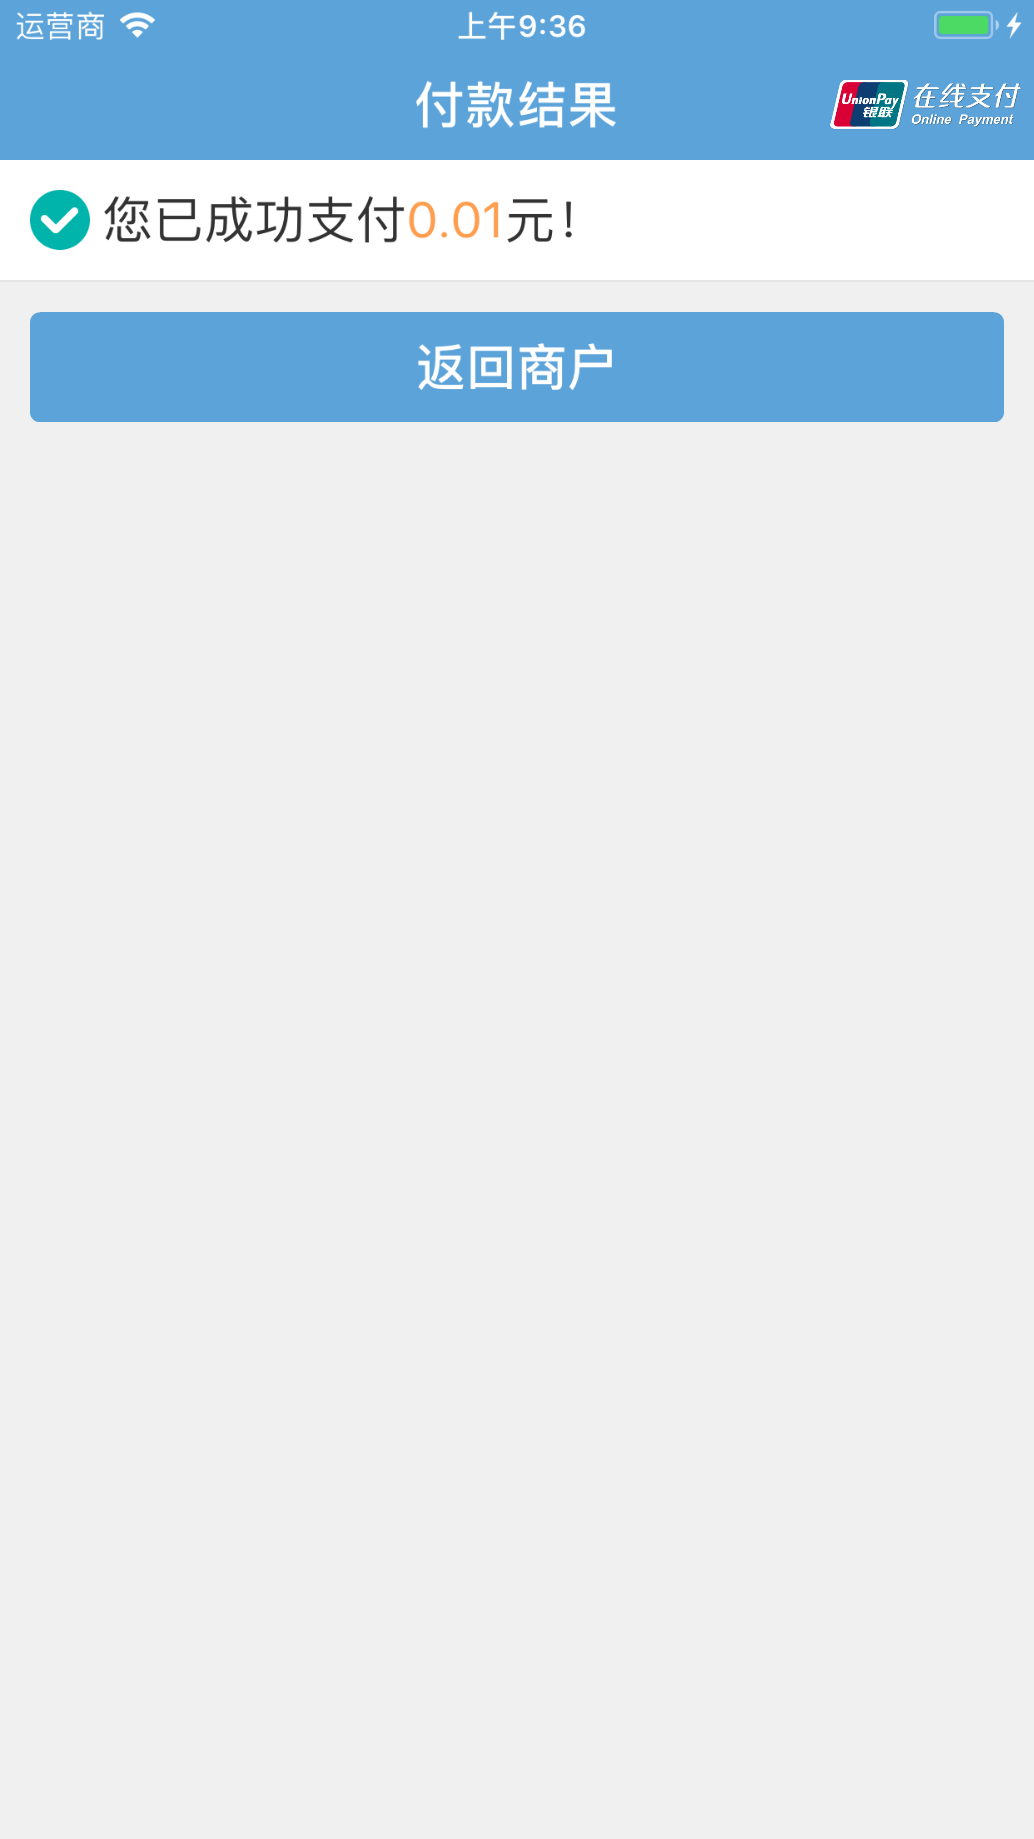 运营商 上午9:36
付款结果
UnionPay 银联 在线支付
Online Payment
您已成功支付0.01元！
返回商户